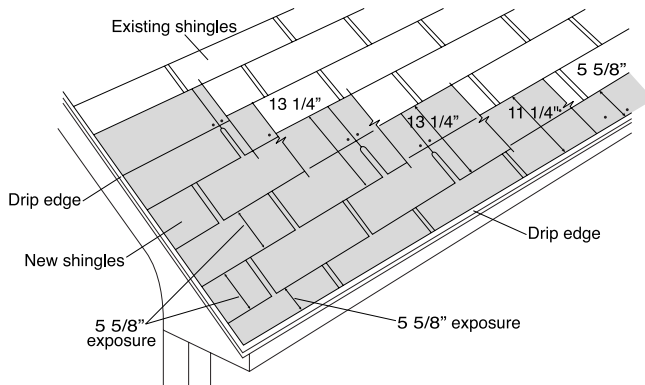 Existing shingles
5 5/8”
13 1/4”
11 1/4"
13 1/4”
Drip edge
Drip edge
New shingles
5 5/8”
exposure
5 5/8” exposure